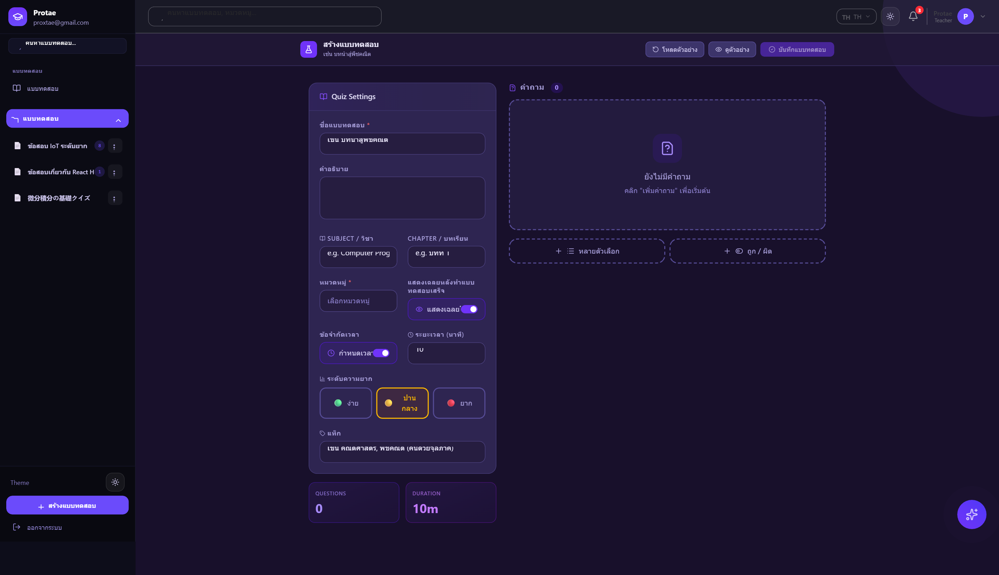 Protae
proxtae@gmail.com
ค้นหาแบบทดสอบ...
แบบทดสอบ
แบบทดสอบ
แบบทดสอบ
ข้อสอบ IoT ระดับยาก 8
ข้อสอบเกี่ยวกับ React H 1
微分積分の基礎クイズ
Theme
สร้างแบบทดสอบ
ออกจากระบบ
ค้นหาแบบทดสอบ, หมวดหมู่...
TH TH
3
Protae
Teacher
P
สร้างแบบทดสอบ
เช่น บทนำสู่พีชคณิต
โหลดตัวอย่าง
ดูตัวอย่าง
บันทึกแบบทดสอบ
Quiz Settings
ชื่อแบบทดสอบ *
เช่น บทนำสู่พีชคณิต
คำอธิบาย
SUBJECT / วิชา
e.g. Computer Prog
CHAPTER / บทเรียน
e.g. บทที่ 1
หมวดหมู่ *
เลือกหมวดหมู่
แสดงเฉลยหลังทำแบบ
ทดสอบเสร็จ
แสดงเฉลย
ข้อจำกัดเวลา
กำหนดเวลา
ระยะเวลา (นาที)
10
ระดับความยาก
ง่าย
ปาน
กลาง
ยาก
แท็ก
เช่น คณิตศาสตร์, พีชคณิต (คั่นด้วยจุลภาค)
QUESTIONS
0
DURATION
10m
คำถาม 0
ยังไม่มีคำถาม
คลิก "เพิ่มคำถาม" เพื่อเริ่มต้น
หลายตัวเลือก
ถูก / ผิด